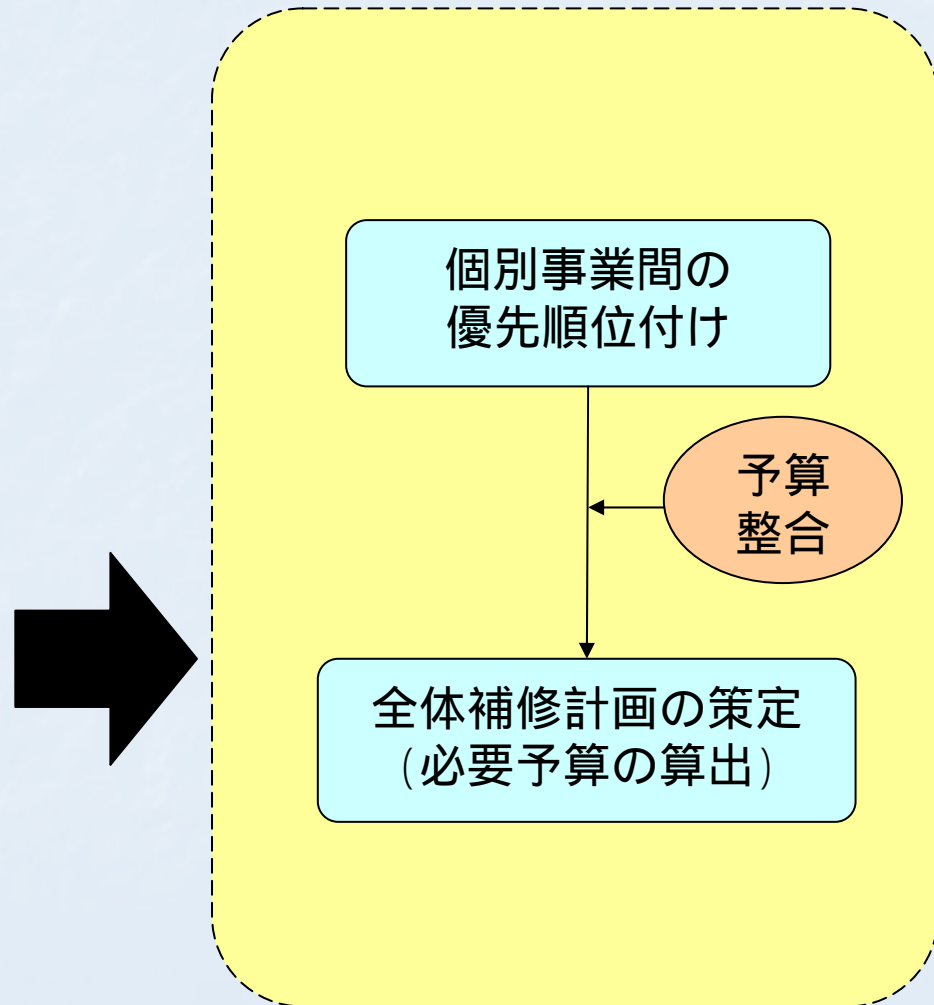 個別事業間の
優先順位付け
予算
整合
全体補修計画の策定
(必要予算の算出)